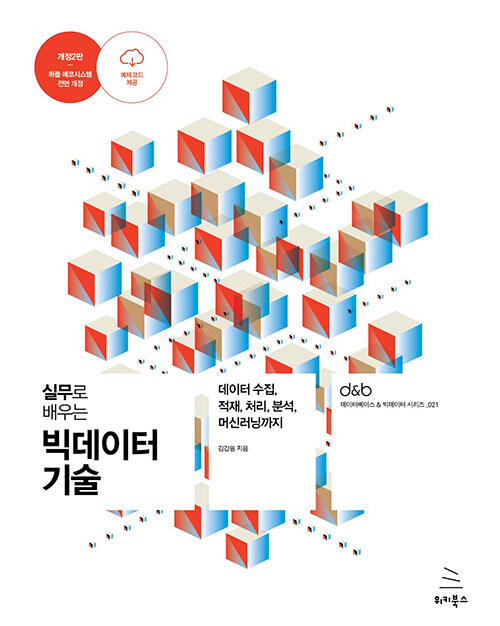 개정2판
하둡 에코시스템
전면 개정
예제 코드
제공
실무로
배우는
빅데이터
기술
데이터 수집,
적재, 처리, 분석,
머신러닝까지
김강원 지음
d&b
데이터베이스 & 빅데이터 시리즈_021
위키북스